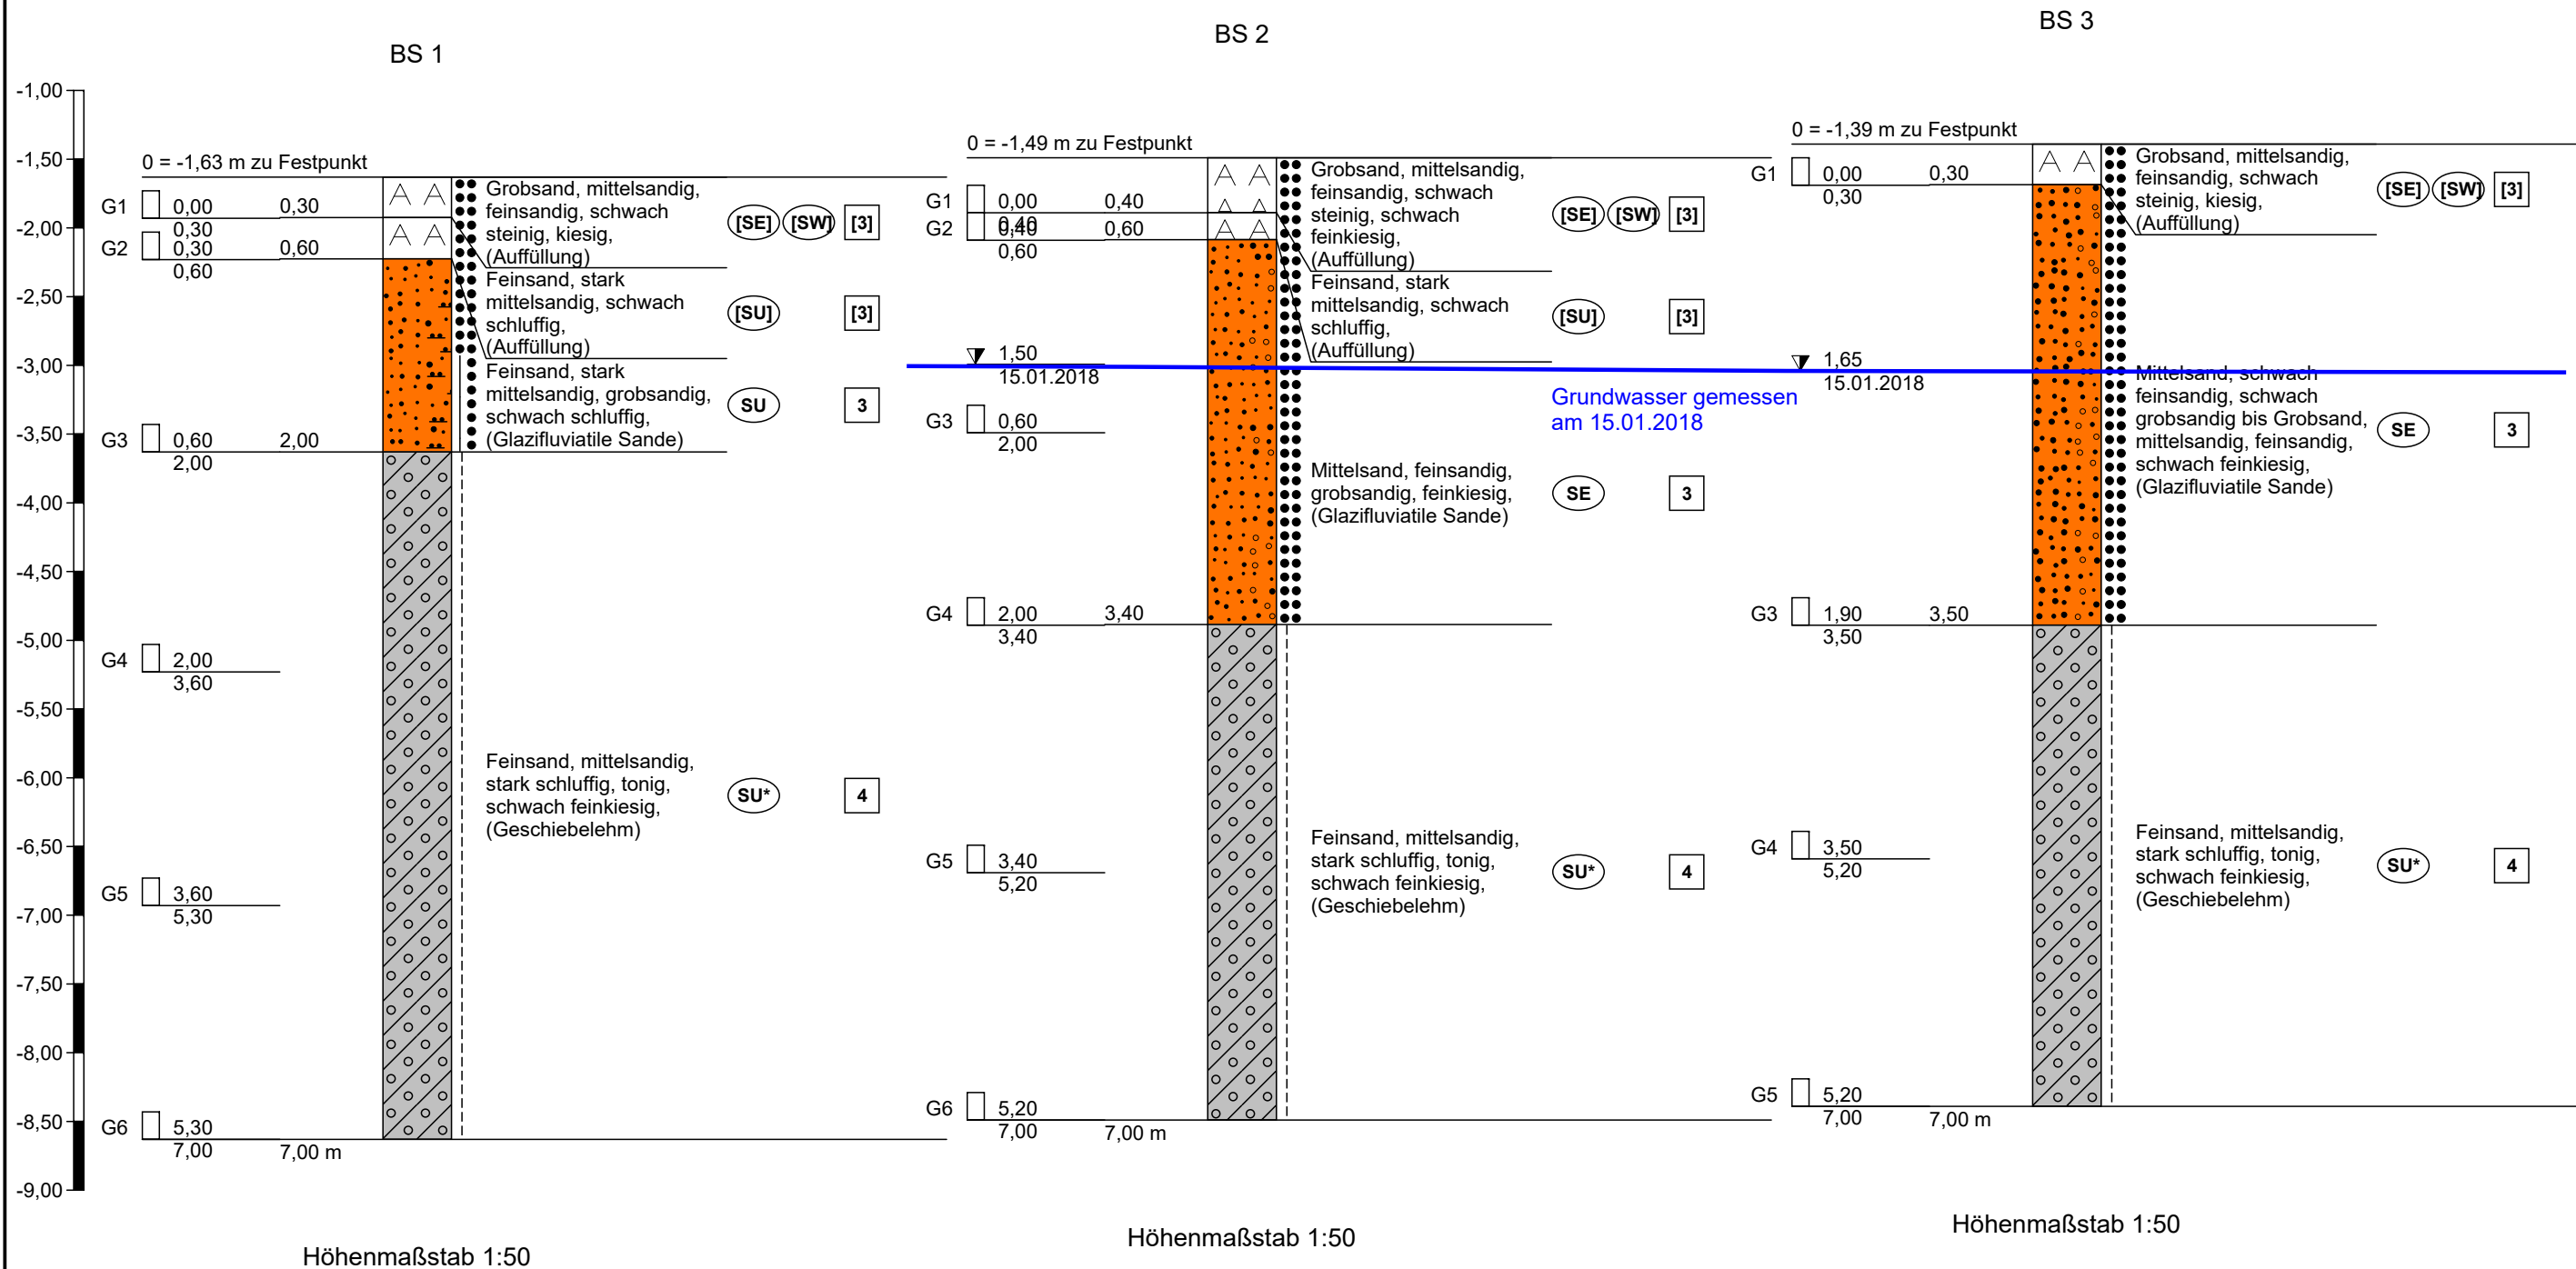 BS 1
BS 2
BS 3
-1,00
-1,50
-2,00
-2,50
-3,00
-3,50
-4,00
-4,50
-5,00
-5,50
-6,00
-6,50
-7,00
-7,50
-8,00
-8,50
-9,00
0 = -1,63 m zu Festpunkt
G1 0,00 0,30
0,30
G2 0,30 0,60
0,60
G3 0,60 2,00
2,00
G4 2,00
3,60
G5 3,60
5,30
G6 5,30
7,00 7,00 m
Grobsand, mittelsandig,
feinsandig, schwach
steinig, kiesig,
(Auffüllung)
[SE] [SW] [3]
Feinsand, stark
mittelsandig, schwach
schluffig,
(Auffüllung)
[SU] [3]
Feinsand, stark
mittelsandig, grobsandig,
schwach schluffig,
(Glazifluviatile Sande)
SU 3
Feinsand, mittelsandig,
stark schluffig, tonig,
schwach feinkiesig,
(Geschiebelehm)
SU* 4
Höhenmaßstab 1:50
0 = -1,49 m zu Festpunkt
G1 0,00 0,40
0,40
G2 0,40 0,60
0,60
1,50
15.01.2018
G3 0,60
2,00
G4 2,00 3,40
3,40
G5 3,40
5,20
G6 5,20
7,00 7,00 m
Grobsand, mittelsandig,
feinsandig, schwach
steinig, schwach
feinkiesig,
(Auffüllung)
[SE] [SW] [3]
Feinsand, stark
mittelsandig, schwach
schluffig,
(Auffüllung)
[SU] [3]
Grundwasser gemessen
am 15.01.2018
Mittelsand, feinsandig,
grobsandig, feinkiesig,
(Glazifluviatile Sande)
SE 3
Feinsand, mittelsandig,
stark schluffig, tonig,
schwach feinkiesig,
(Geschiebelehm)
SU* 4
Höhenmaßstab 1:50
0 = -1,39 m zu Festpunkt
G1 0,00 0,30
0,30
1,65
15.01.2018
G3 1,90 3,50
3,50
G4 3,50
5,20
G5 5,20
7,00 7,00 m
Grobsand, mittelsandig,
feinsandig, schwach
steinig, kiesig,
(Auffüllung)
[SE] [SW] [3]
Mittelsand, schwach
feinsandig, schwach
grobsandig bis Grobsand,
mittelsandig, feinsandig,
schwach feinkiesig,
(Glazifluviatile Sande)
SE 3
Feinsand, mittelsandig,
stark schluffig, tonig,
schwach feinkiesig,
(Geschiebelehm)
SU* 4
Höhenmaßstab 1:50